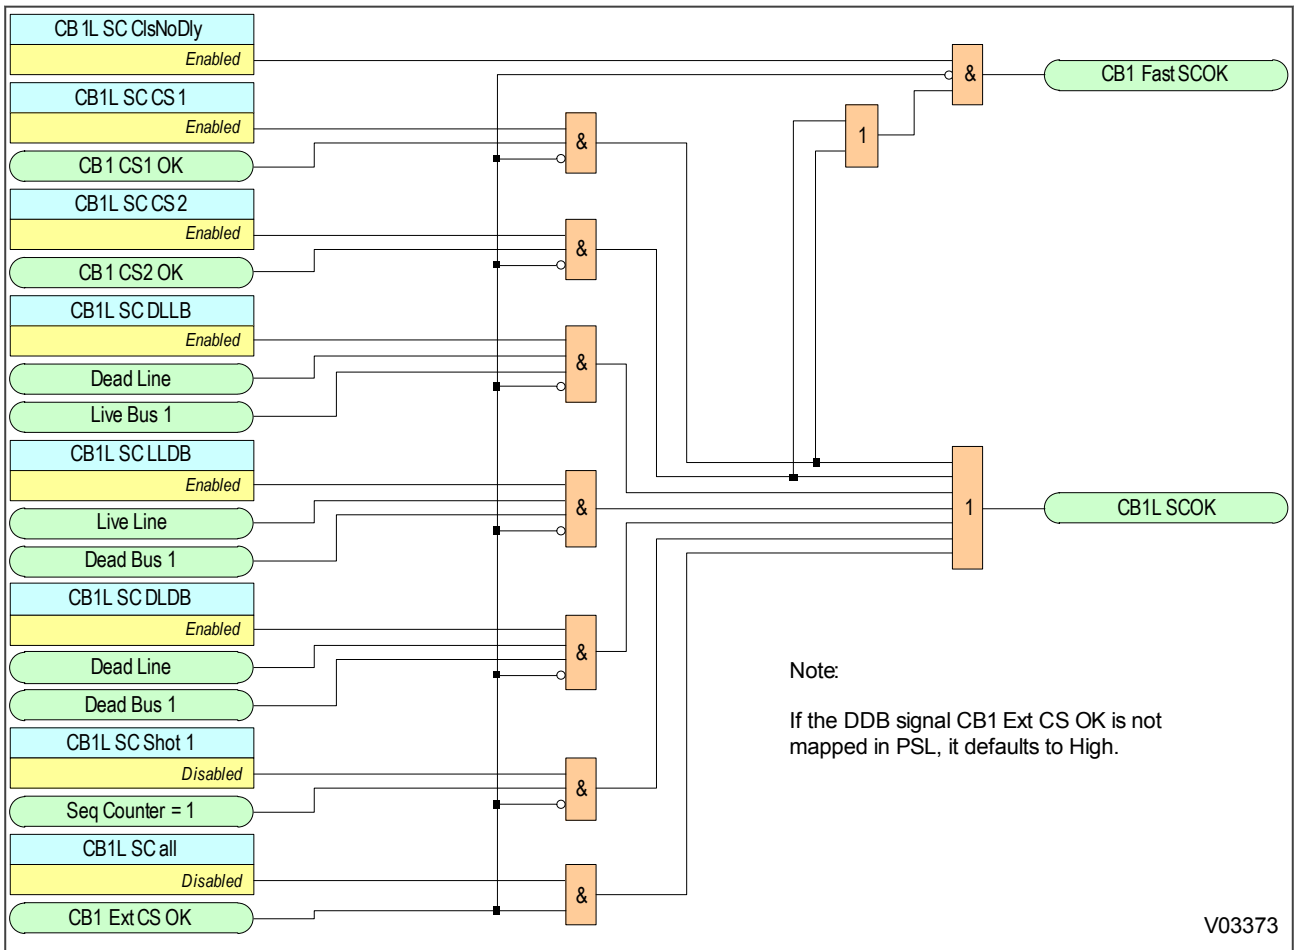 CB1L SC ClsNoDly
Enabled
CB1L SC CS1
Enabled
CB1 CS1 OK
CB1L SC CS2
Enabled
CB1 CS2 OK
CB1L SC DLLB
Enabled
Dead Line
Live Bus 1
CB1L SC LLDB
Enabled
Live Line
Dead Bus 1
CB1L SC DLDB
Enabled
Dead Line
Dead Bus 1
CB1L SC Shot 1
Disabled
Seq Counter = 1
CB1L SC all
Disabled
CB1 Ext CS OK
&
&
&
&
&
&
&
1
&
1
CB1 Fast SCOK
CB1L SCOK
Note:
If the DDB signal CB1 Ext CS OK is not
mapped in PSL, it defaults to High.
V03373